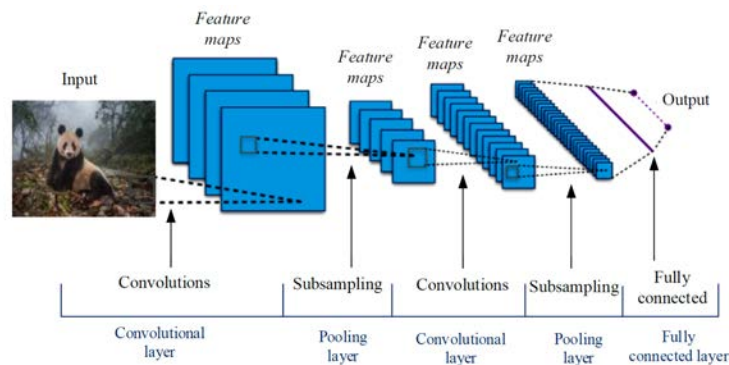 Feature
maps
Feature
maps
Feature
maps
Feature
maps
Input
Output
Convolutions
Subsampling
Convolutions
Subsampling
Fully
connected
Convolutional
layer
Pooling
layer
Convolutional
layer
Pooling
layer
Fully
connected layer